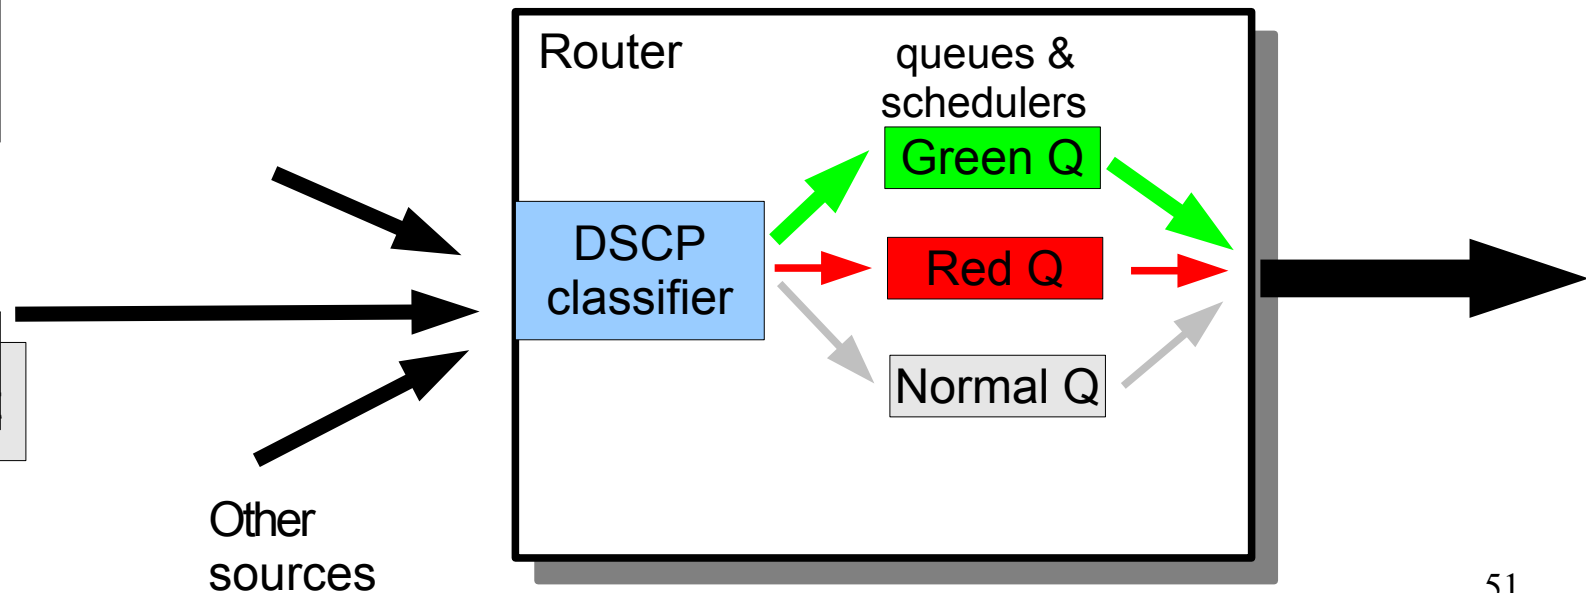 Router
queues &
schedulers
Green Q
DSCP
classifier
Red Q
Normal Q
Other
sources
51